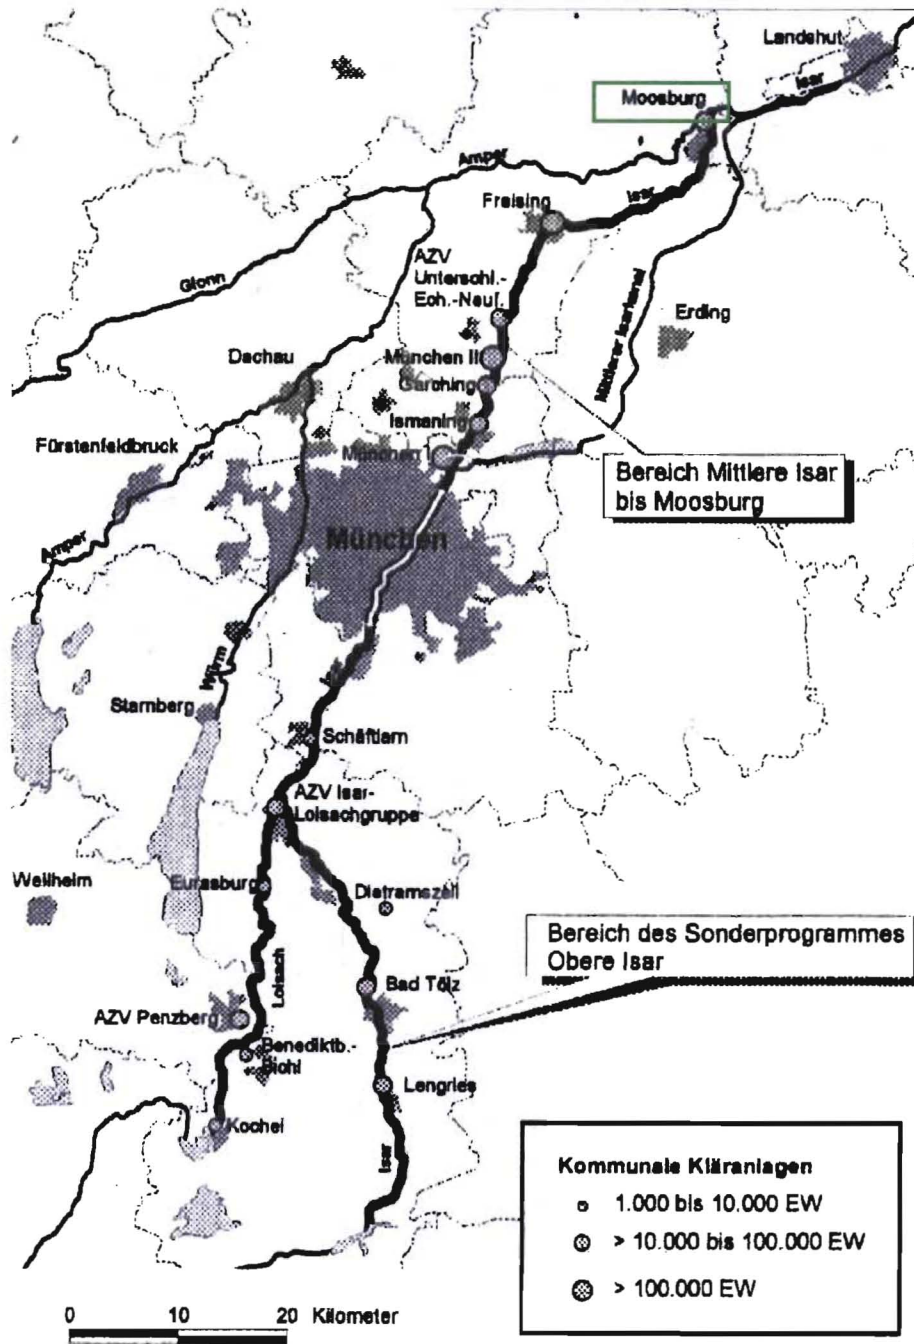 Landshut
Isar
Moosburg
Amper
Isar
Freising
Glonn
AZV
Unterschl.-
Ech.-Neuf.
Erding
Mittlerer Isarkanal
Dachau
München II
Garching
Ismaning
Fürstenfeldbruck
München I
Bereich Mittlere Isar
bis Moosburg
München
Amper
Würm
Starnberg
Schäftlarn
AZV Isar-
Loisachgruppe
Weilheim
Eurasburg
Dietramszell
Bereich des Sonderprogrammes
Obere Isar
Loisach
Bad Tölz
AZV Penzberg
Benediktb.-
Bichl
Lengries
Kochel
Isar
Kommunale Kläranlagen
1.000 bis 10.000 EW
> 10.000 bis 100.000 EW
> 100.000 EW
0 10 20 Kilometer